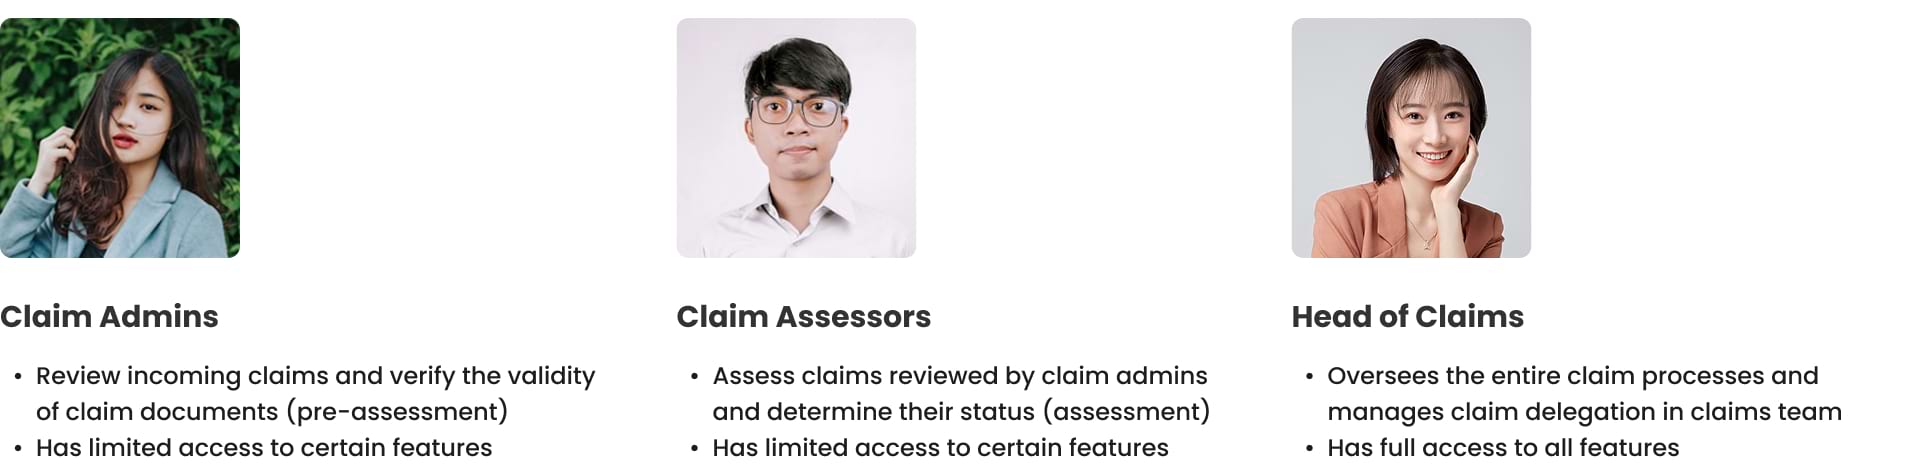 Claim Admins
• Review incoming claims and verify the validity
of claim documents (pre-assessment)
• Has limited access to certain features
Claim Assessors
• Assess claims reviewed by claim admins
and determine their status (assessment)
• Has limited access to certain features
Head of Claims
• Oversees the entire claim processes and
manages claim delegation in claims team
• Has full access to all features